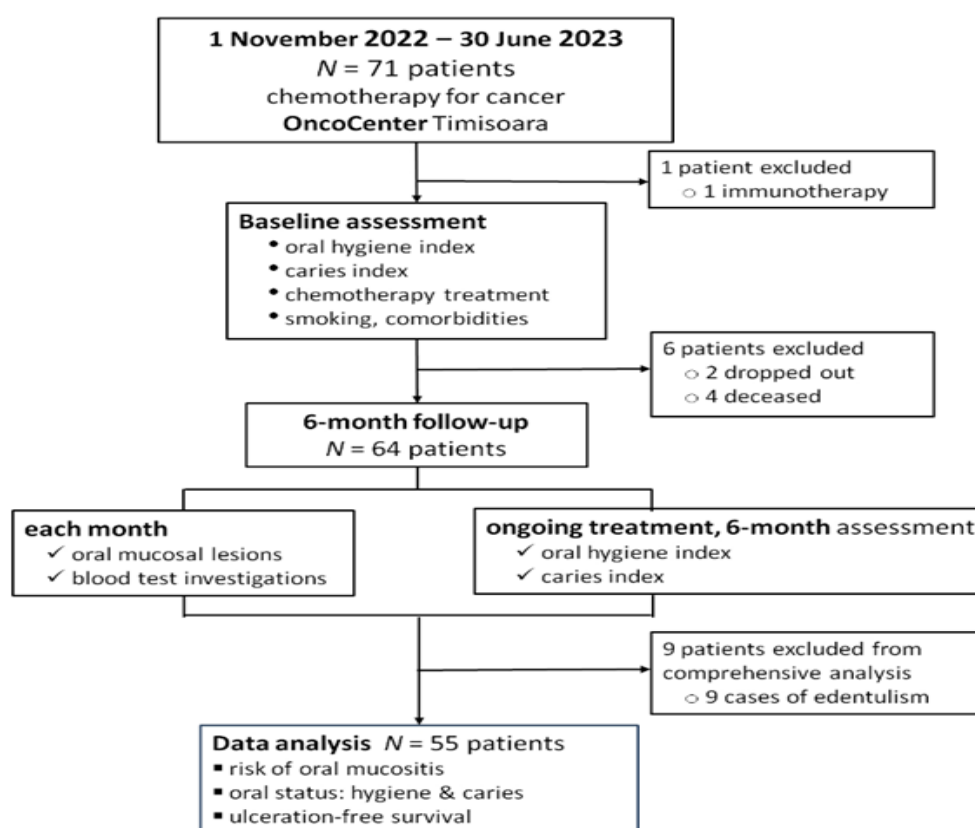 1 November 2022 – 30 June 2023
N = 71 patients
chemotherapy for cancer
OncoCenter Timisoara
1 patient excluded
○ 1 immunotherapy
Baseline assessment
• oral hygiene index
• caries index
• chemotherapy treatment
• smoking, comorbidities
6 patients excluded
○ 2 dropped out
○ 4 deceased
6-month follow-up
N = 64 patients
each month
✓ oral mucosal lesions
✓ blood test investigations
ongoing treatment, 6-month assessment
✓ oral hygiene index
✓ caries index
9 patients excluded from
comprehensive analysis
○ 9 cases of edentulism
Data analysis N = 55 patients
▪ risk of oral mucositis
▪ oral status: hygiene & caries
▪ ulceration-free survival